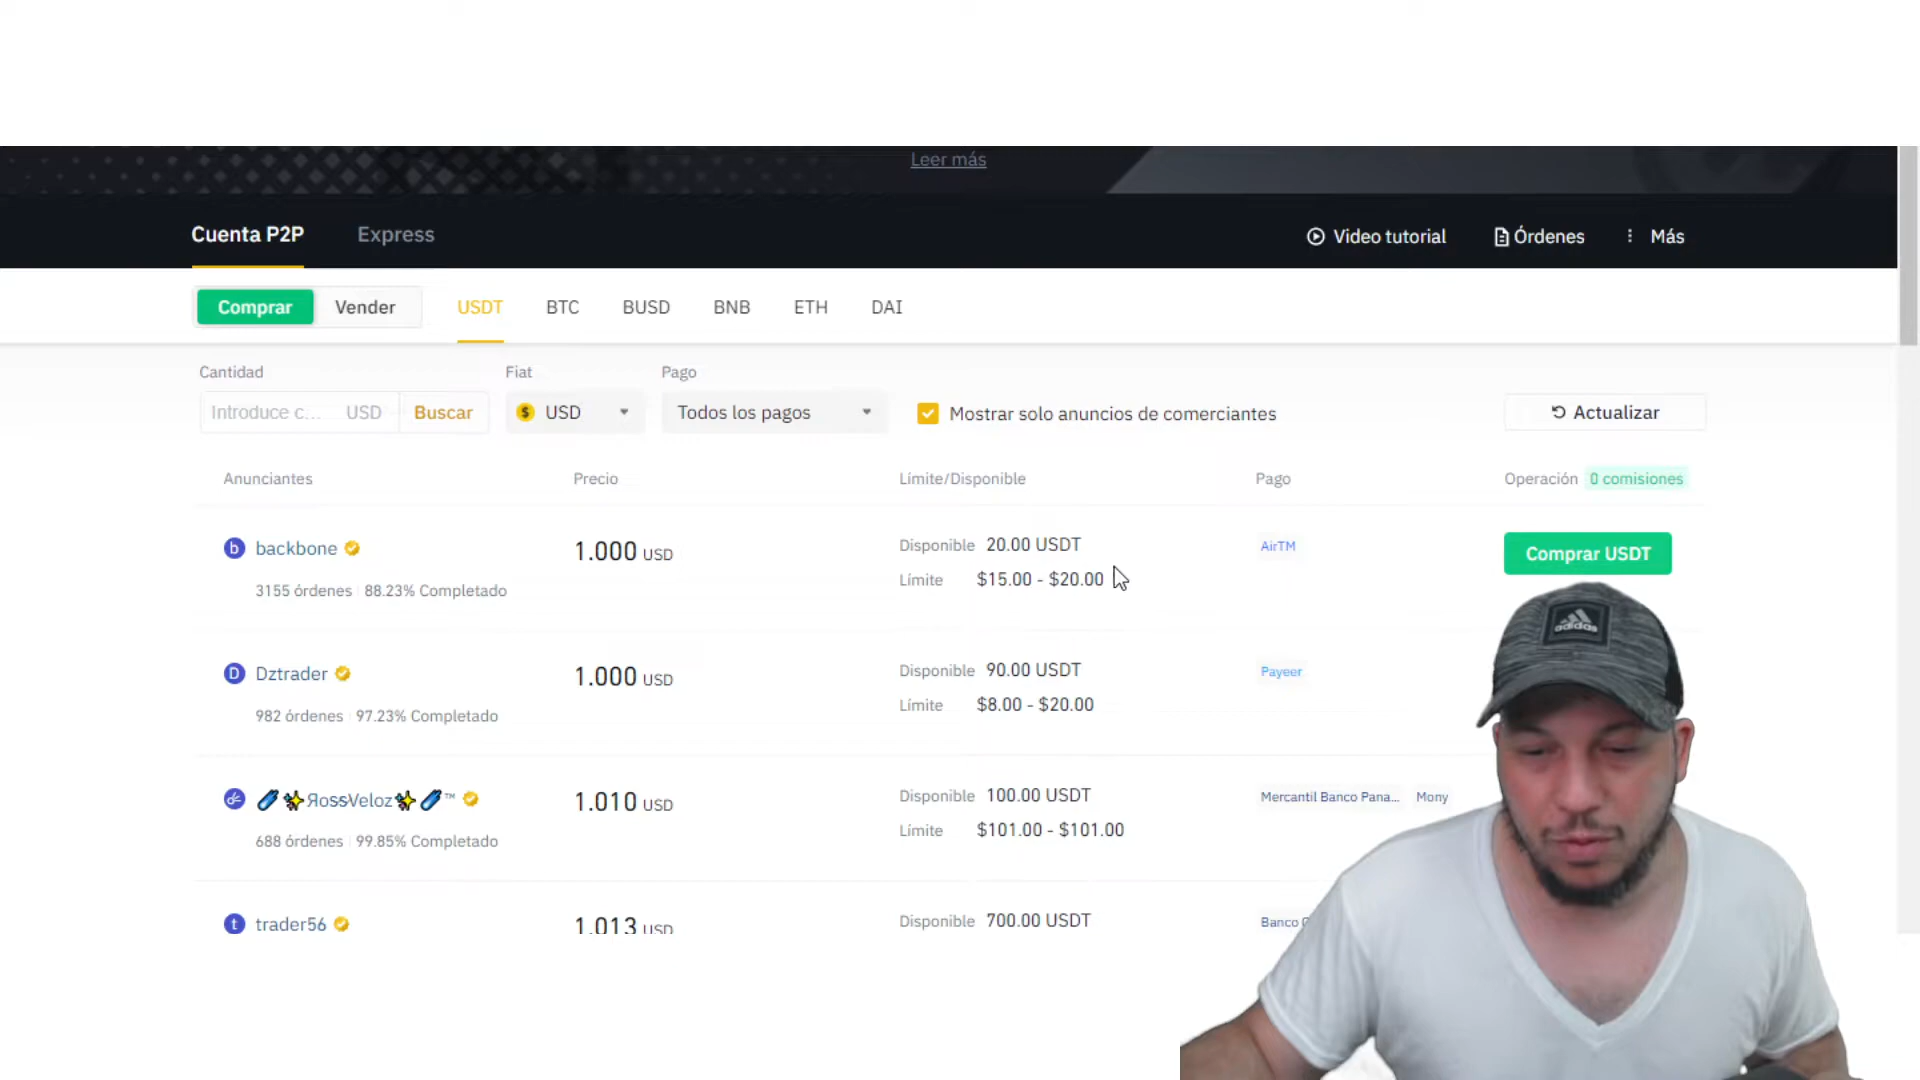 Leer más
Cuenta P2P Express Video tutorial Órdenes Más
Comprar Vender USDT BTC BUSD BNB ETH DAI
Cantidad Fiat Pago
Introduce c... USD Buscar USD Todos los pagos Mostrar solo anuncios de comerciantes Actualizar
Anunciantes Precio Límite/Disponible Pago Operación 0 comisiones
b backbone 1.000 USD Disponible 20.00 USDT AirTM Comprar USDT
3155 órdenes 88.23% Completado Límite $15.00 - $20.00
D Dztrader 1.000 USD Disponible 90.00 USDT Payeer
982 órdenes 97.23% Completado Límite $8.00 - $20.00
ЯossVeloz ™ 1.010 USD Disponible 100.00 USDT Mercantil Banco Pana... Mony
688 órdenes 99.85% Completado Límite $101.00 - $101.00
t trader56 1.013 USD Disponible 700.00 USDT Banco
adidas